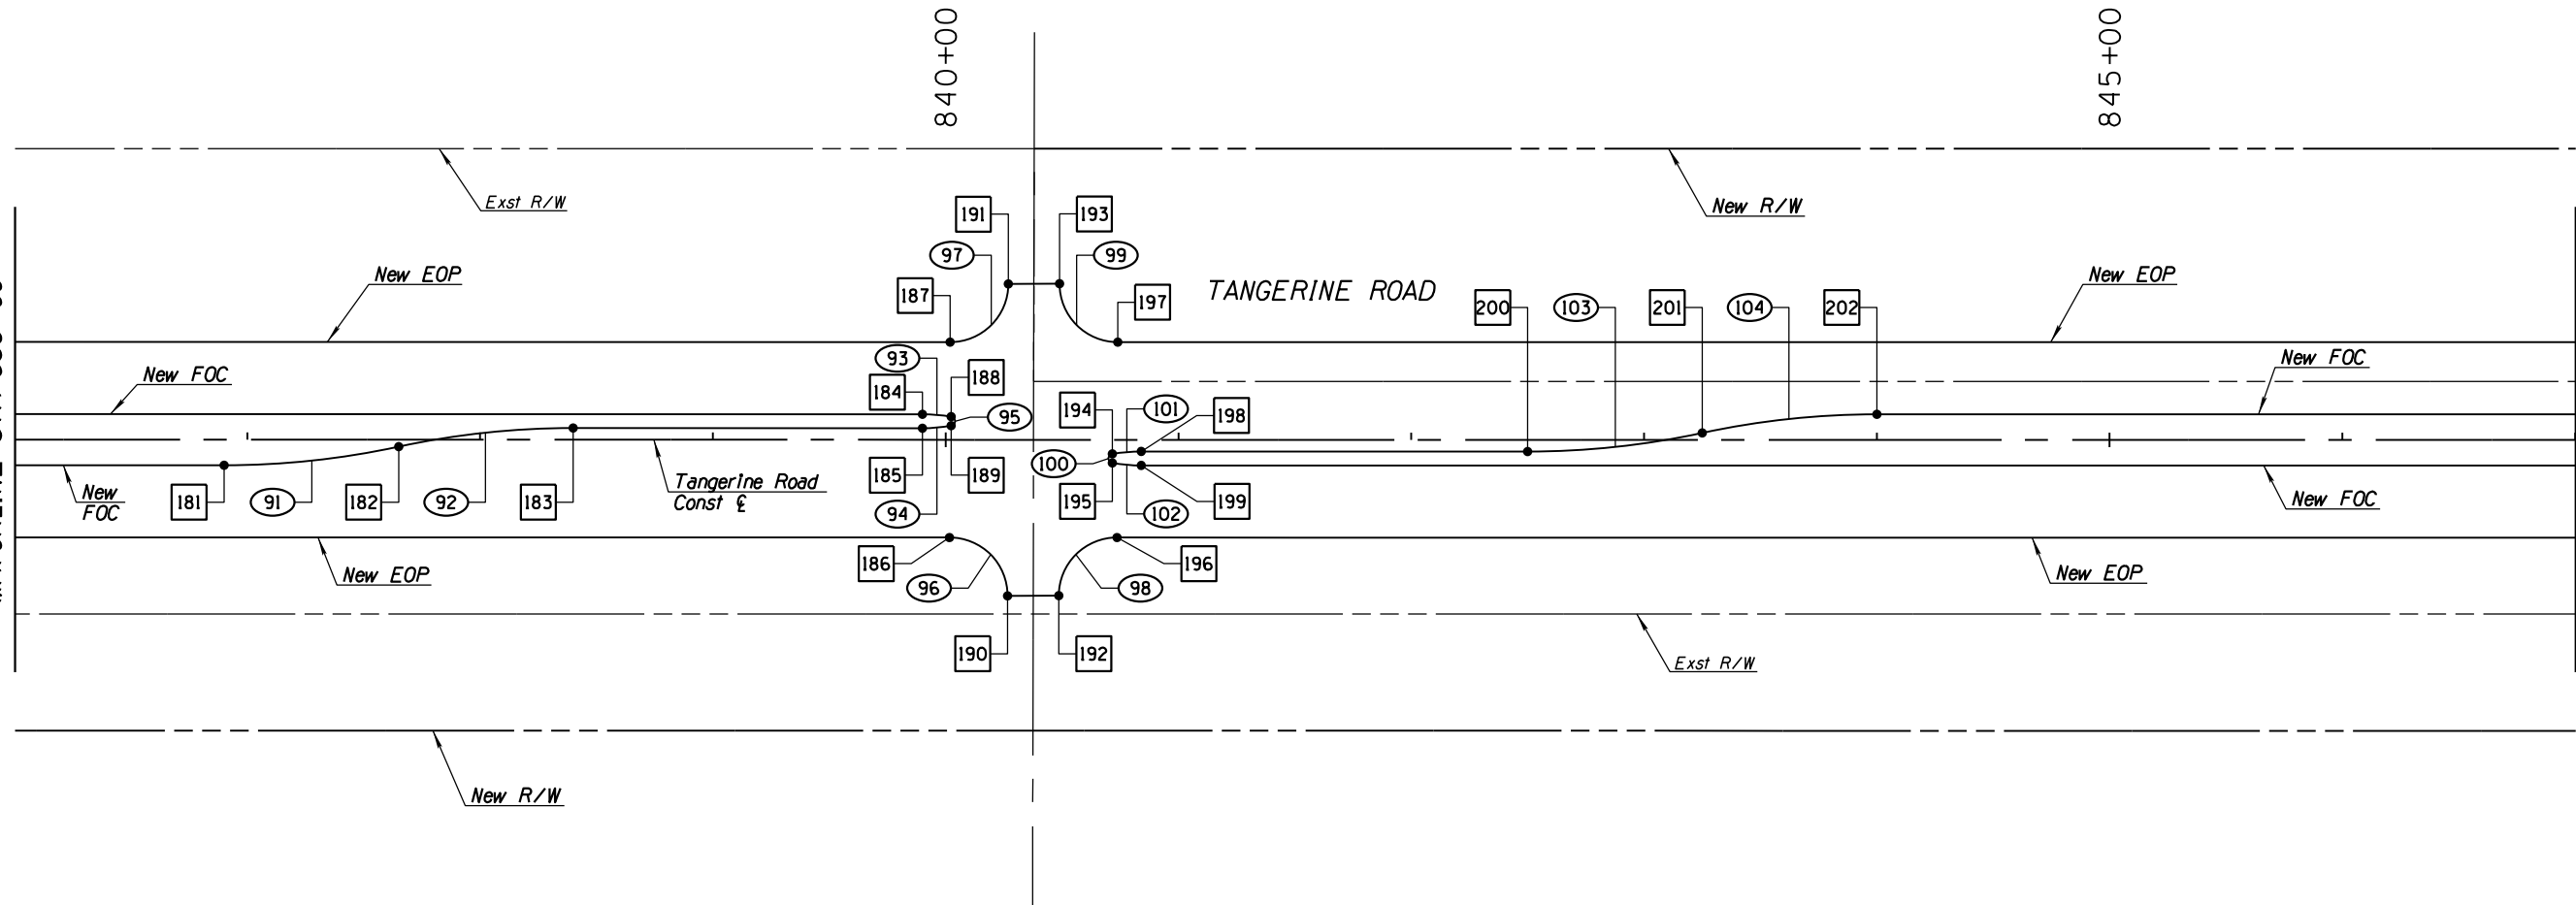 840+00
845+00
Exst R/W
New R/W
191
193
97
99
New EOP
187
197
TANGERINE ROAD
200
103
201
104
202
New EOP
93
New FOC
188
New FOC
184
95
194
101
198
100
185
189
Tangerine Road
Const ℄
195
199
New
FOC
181
91
182
92
183
94
102
New FOC
186
196
New EOP
96
98
New EOP
190
192
Exst R/W
New R/W